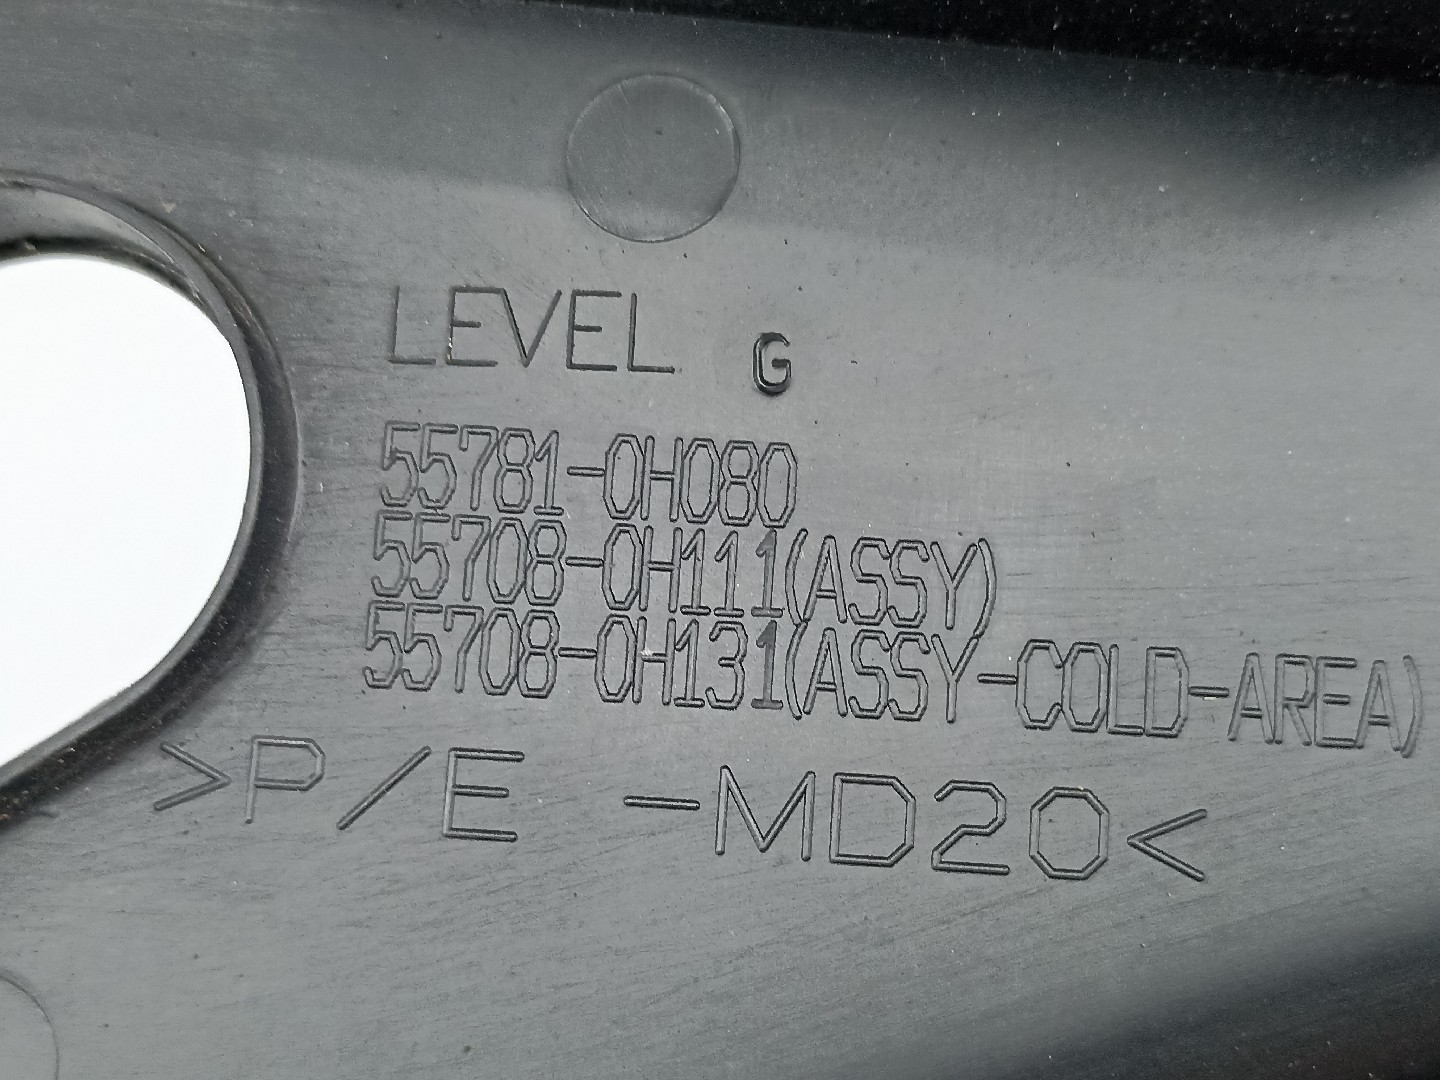 LEVEL G
55781-0H080
55708-0H111(ASSY)
55708-0H131(ASSY-COLD-AREA)
>P/E -MD20<